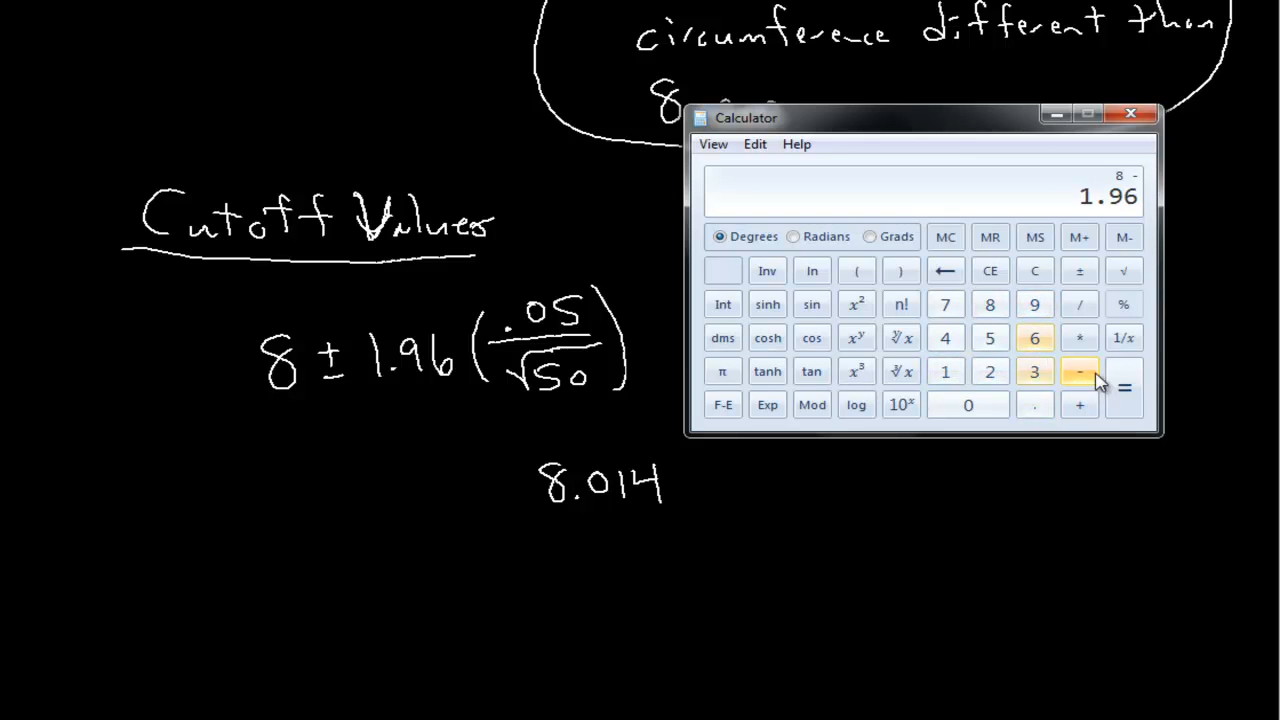 circumference different than
8
Calculator
View Edit Help
8 -
1.96
Degrees Radians Grads MC MR MS M+ M-
Inv ln ( ) ← CE C ± √
Int sinh sin x² n! 7 8 9 / %
dms cosh cos xʸ ʸ√x 4 5 6 * 1/x
π tanh tan x³ ³√x 1 2 3 - =
F-E Exp Mod log 10ˣ 0 . +
Cutoff Values
8 ± 1.96 (.05/√50)
8.014